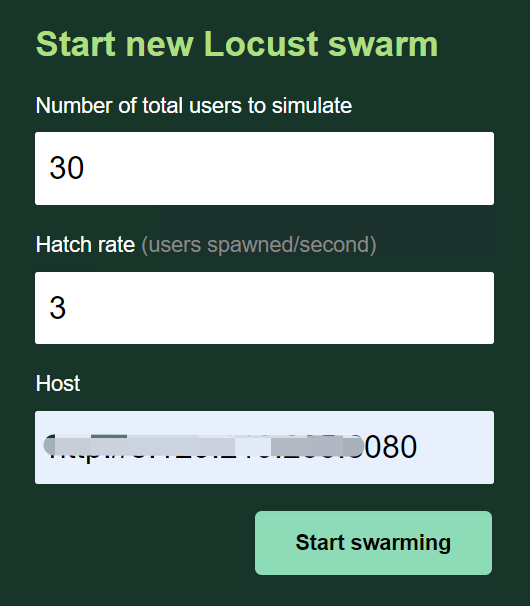 Start new Locust swarm
Number of total users to simulate
30
Hatch rate (users spawned/second)
3
Host
080
Start swarming